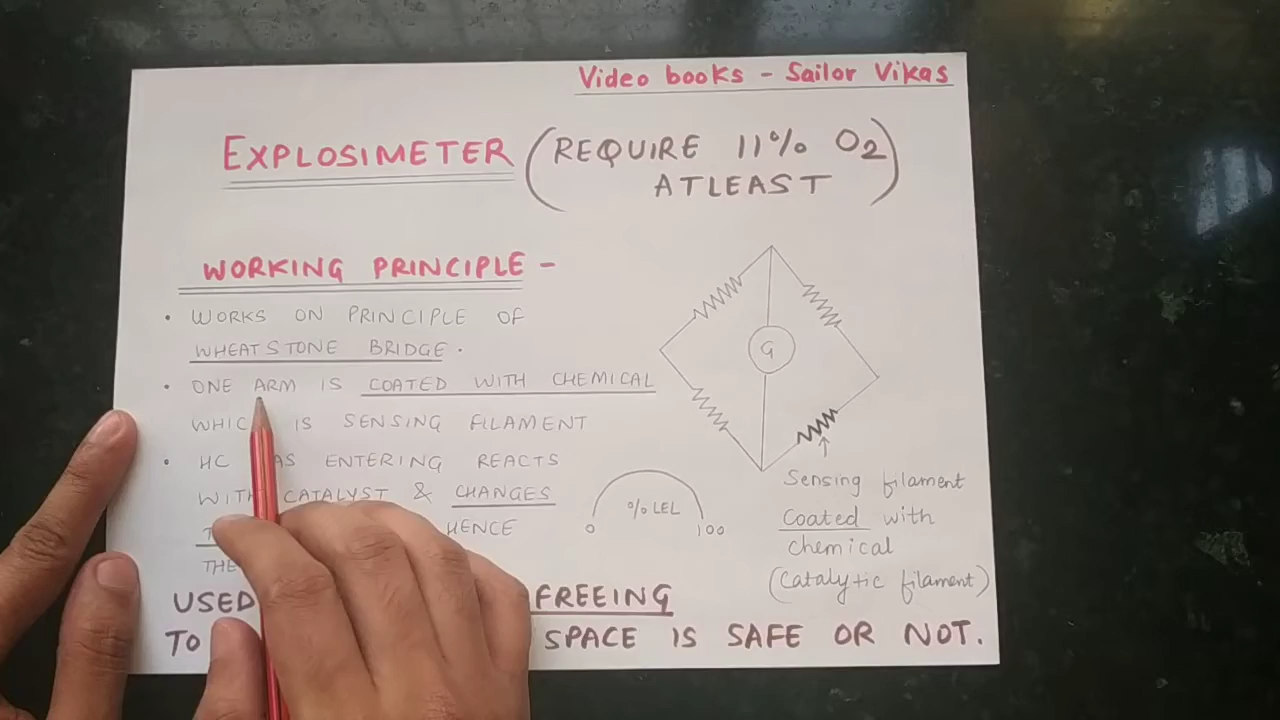 Video books - Sailor Vikas
EXPLOSIMETER (REQUIRE 11% O2
ATLEAST)
WORKING PRINCIPLE -
• WORKS ON PRINCIPLE OF
WHEATSTONE BRIDGE.
• ONE ARM IS COATED WITH CHEMICAL
IS SENSING FILAMENT
• HC ENTERING REACTS
WITH CATALYST & CHANGES
HENCE
USED FREEING
TO SPACE IS SAFE OR NOT.
G
% LEL
0 100
Sensing filament
Coated with
chemical
(Catalytic filament)